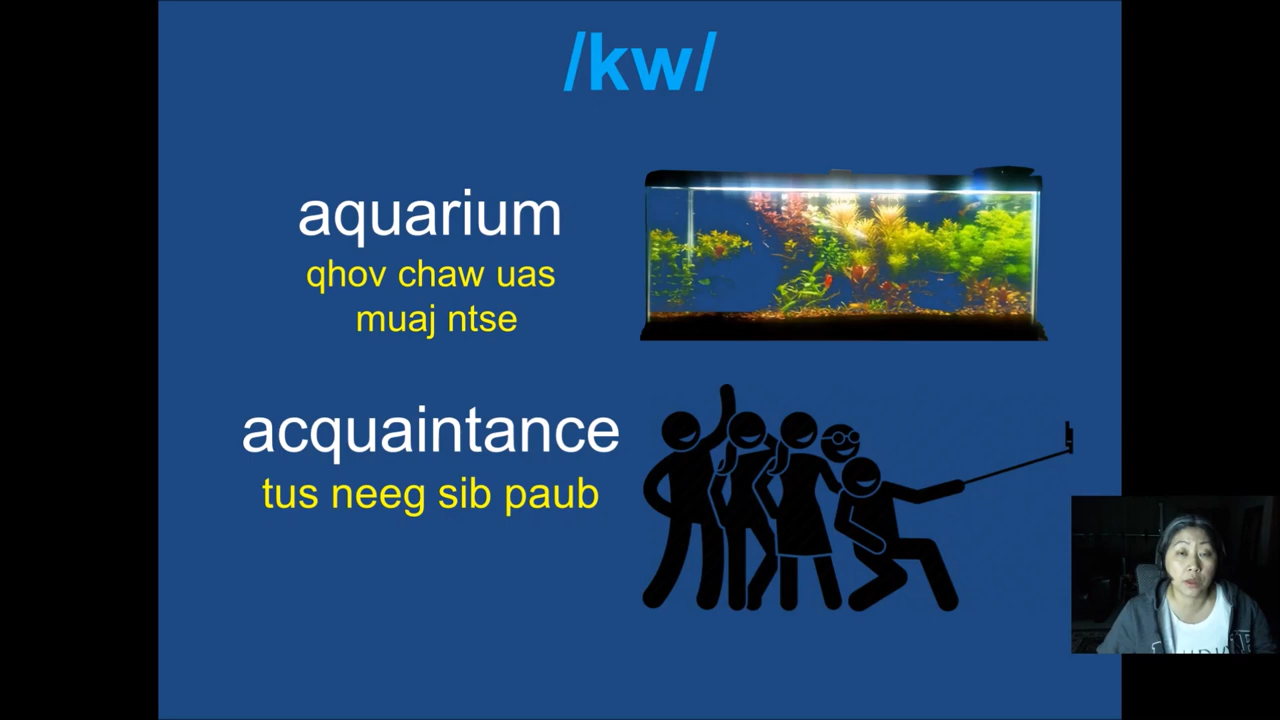 /kw/
aquarium
qhov chaw uas
muaj ntse
acquaintance
tus neeg sib paub